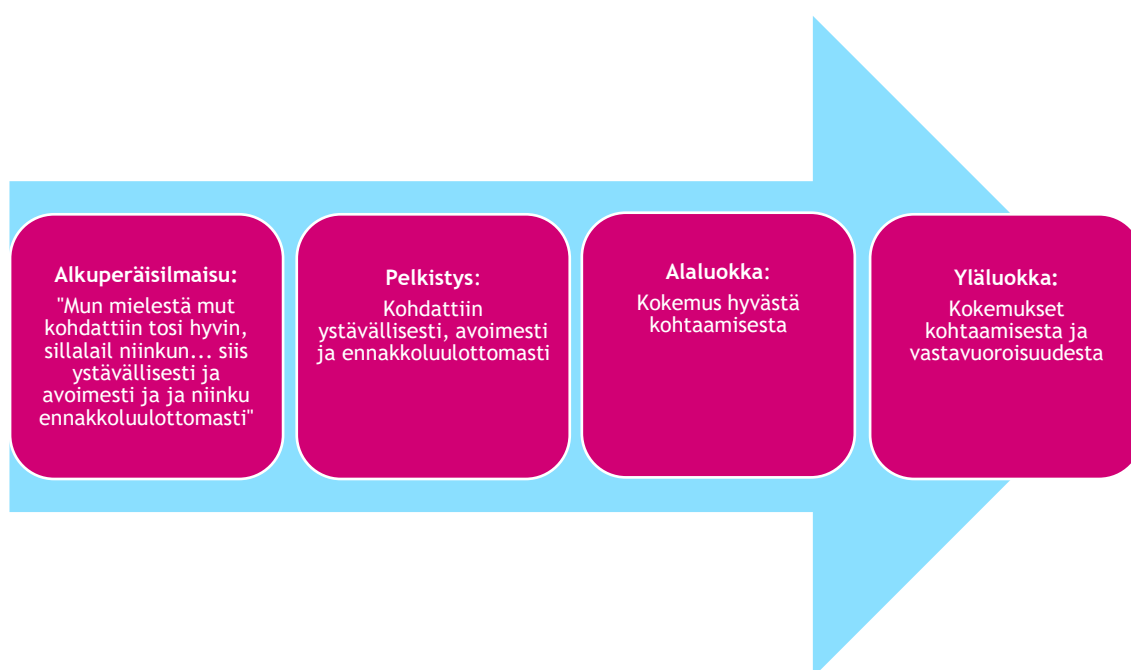 Alkuperäisilmaisu:
"Mun mielestä mut
kohdattiin tosi hyvin,
sillalail niinkun... siis
ystävällisesti ja
avoimesti ja ja niinku
ennakkoluulottomasti"
Pelkistys:
Kohdattiin
ystävällisesti, avoimesti
ja ennakkoluulottomasti
Alaluokka:
Kokemus hyvästä
kohtaamisesta
Yläluokka:
Kokemukset
kohtaamisesta ja
vastavuoroisuudesta